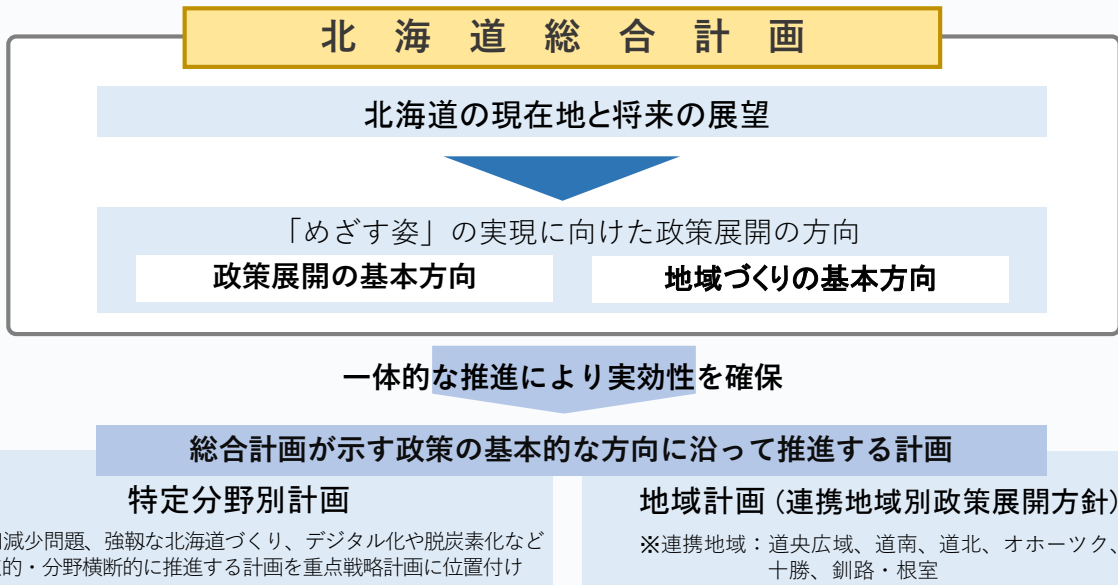 北海道総合計画
北海道の現在地と将来の展望
「めざす姿」の実現に向けた政策展開の方向
政策展開の基本方向
地域づくりの基本方向
一体的な推進により実効性を確保
総合計画が示す政策の基本的な方向に沿って推進する計画
特定分野別計画
減少問題、強靱な北海道づくり、デジタル化や脱炭素化など
的・分野横断的に推進する計画を重点戦略計画に位置付け
地域計画（連携地域別政策展開方針）
※連携地域：道央広域、道南、道北、オホーツク、
十勝、釧路・根室